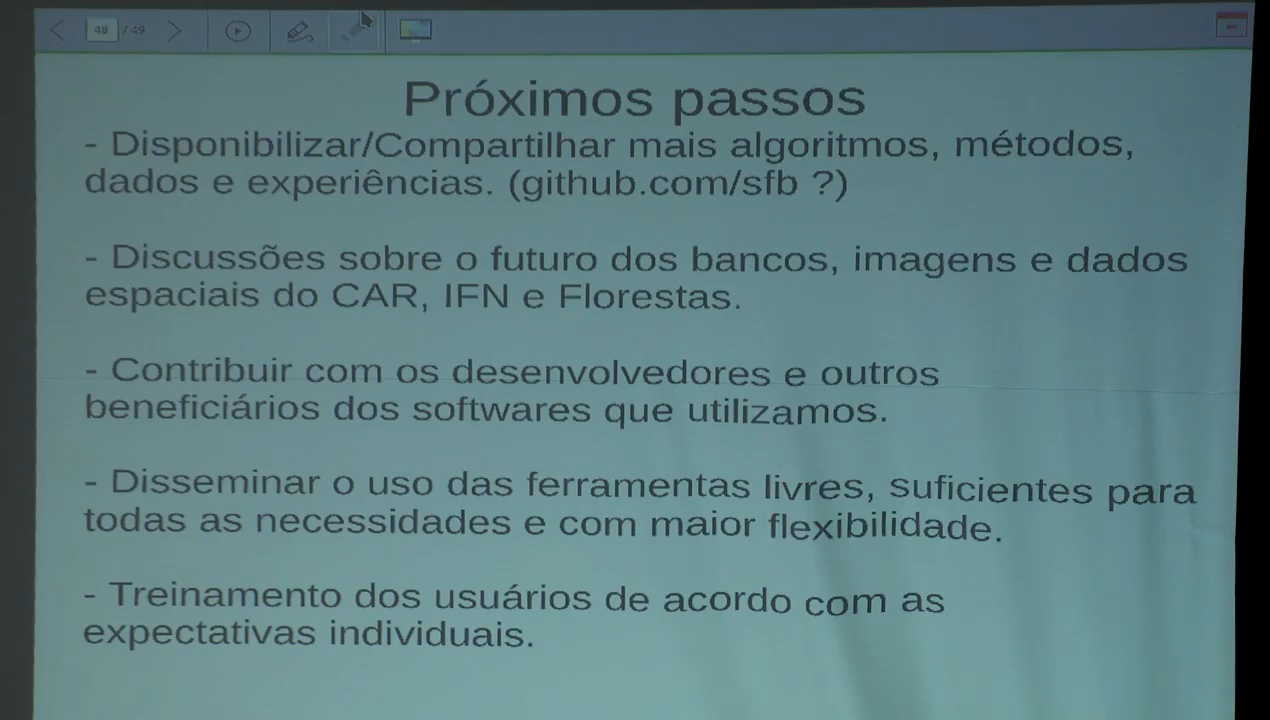 48 / 49
Próximos passos
- Disponibilizar/Compartilhar mais algoritmos, métodos,
dados e experiências. (github.com/sfb ?)
- Discussões sobre o futuro dos bancos, imagens e dados
espaciais do CAR, IFN e Florestas.
- Contribuir com os desenvolvedores e outros
beneficiários dos softwares que utilizamos.
- Disseminar o uso das ferramentas livres, suficientes para
todas as necessidades e com maior flexibilidade.
- Treinamento dos usuários de acordo com as
expectativas individuais.